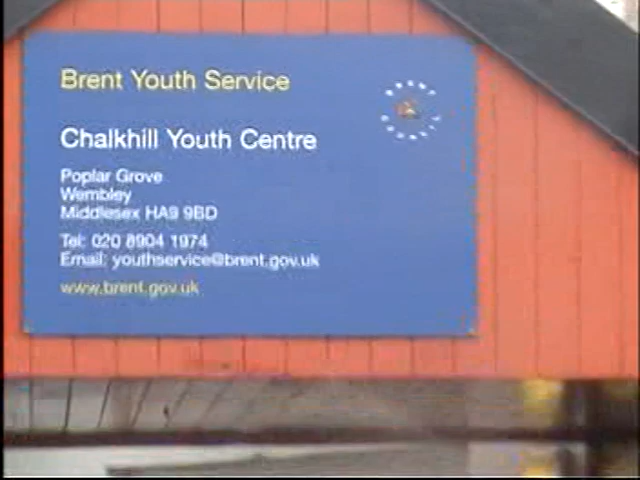 Brent Youth Service
Chalkhill Youth Centre
Poplar Grove
Wembley
Middlesex HA9 9BD
Tel: 020 8904 1974
Email: youthservice@brent.gov.uk
www.brent.gov.uk